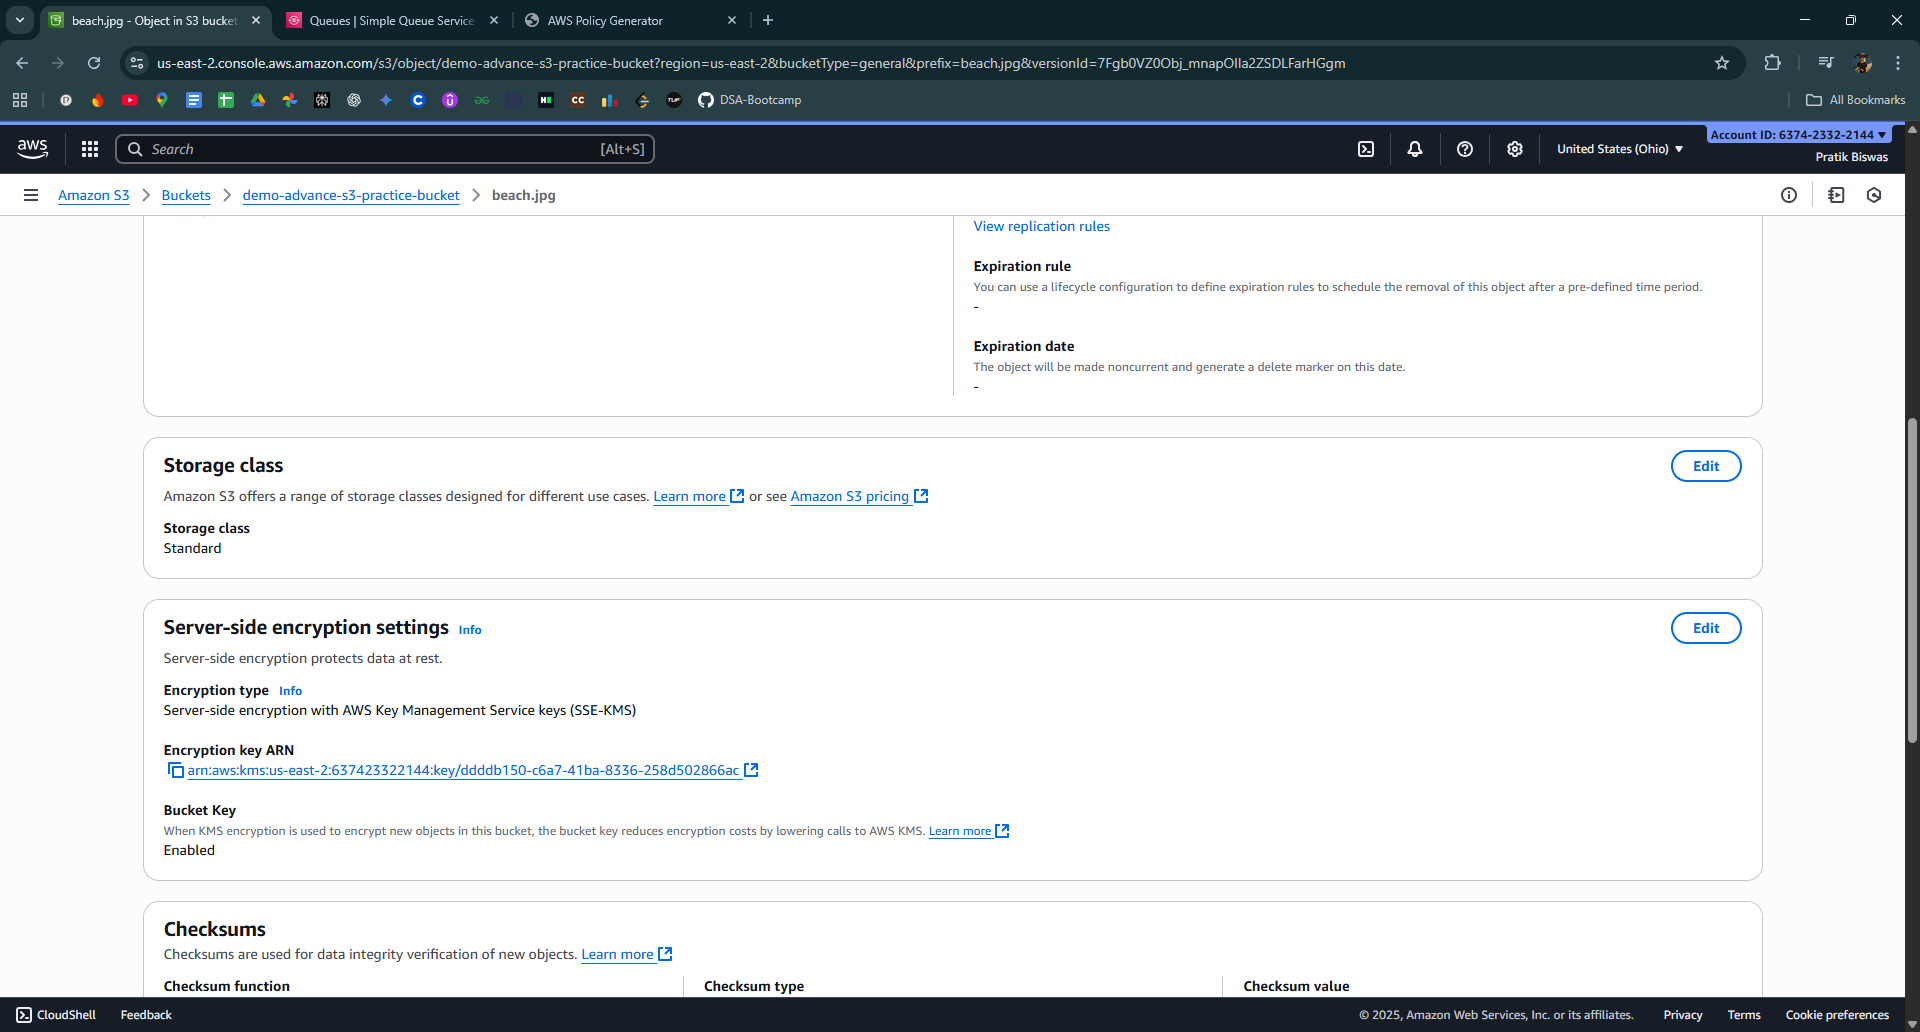 beach.jpg - Object in S3 bucket
Queues | Simple Queue Service
AWS Policy Generator
us-east-2.console.aws.amazon.com/s3/object/demo-advance-s3-practice-bucket?region=us-east-2&bucketType=general&prefix=beach.jpg&versionId=7Fgb0VZ0Obj_mnapOIla2ZSDLFarHGgm
DSA-Bootcamp
All Bookmarks
aws
Search
[Alt+S]
United States (Ohio)
Account ID: 6374-2332-2144
Pratik Biswas
Amazon S3 > Buckets > demo-advance-s3-practice-bucket > beach.jpg
View replication rules
Expiration rule
You can use a lifecycle configuration to define expiration rules to schedule the removal of this object after a pre-defined time period.
-
Expiration date
The object will be made noncurrent and generate a delete marker on this date.
-
Storage class
Edit
Amazon S3 offers a range of storage classes designed for different use cases. Learn more or see Amazon S3 pricing
Storage class
Standard
Server-side encryption settings Info
Edit
Server-side encryption protects data at rest.
Encryption type Info
Server-side encryption with AWS Key Management Service keys (SSE-KMS)
Encryption key ARN
arn:aws:kms:us-east-2:637423322144:key/ddddb150-c6a7-41ba-8336-258d502866ac
Bucket Key
When KMS encryption is used to encrypt new objects in this bucket, the bucket key reduces encryption costs by lowering calls to AWS KMS. Learn more
Enabled
Checksums
Checksums are used for data integrity verification of new objects. Learn more
Checksum function
Checksum type
Checksum value
CloudShell
Feedback
© 2025, Amazon Web Services, Inc. or its affiliates.
Privacy
Terms
Cookie preferences